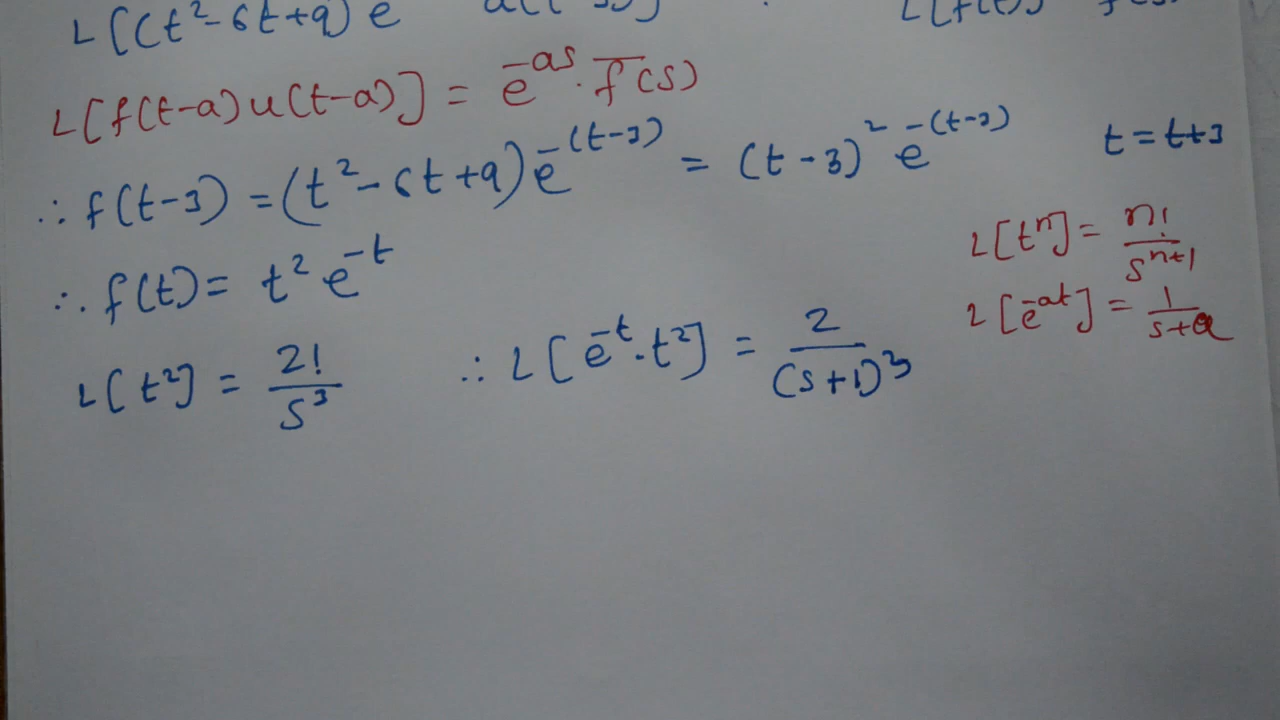 L[(t²-6t+9) e
L[f(t-a)u(t-a)] = e^{-as}·f̅(s)
∴ f(t-3) = (t²-6t+9)e^{-(t-3)} = (t-3)² e^{-(t-3)}
t = t+3
∴ f(t) = t² e^{-t}
L[tⁿ] = n!/s^{n+1}
L[e^{-at}] = 1/(s+a)
L[t²] = 2!/s³ ∴ L[e^{-t}·t²] = 2/(s+1)³